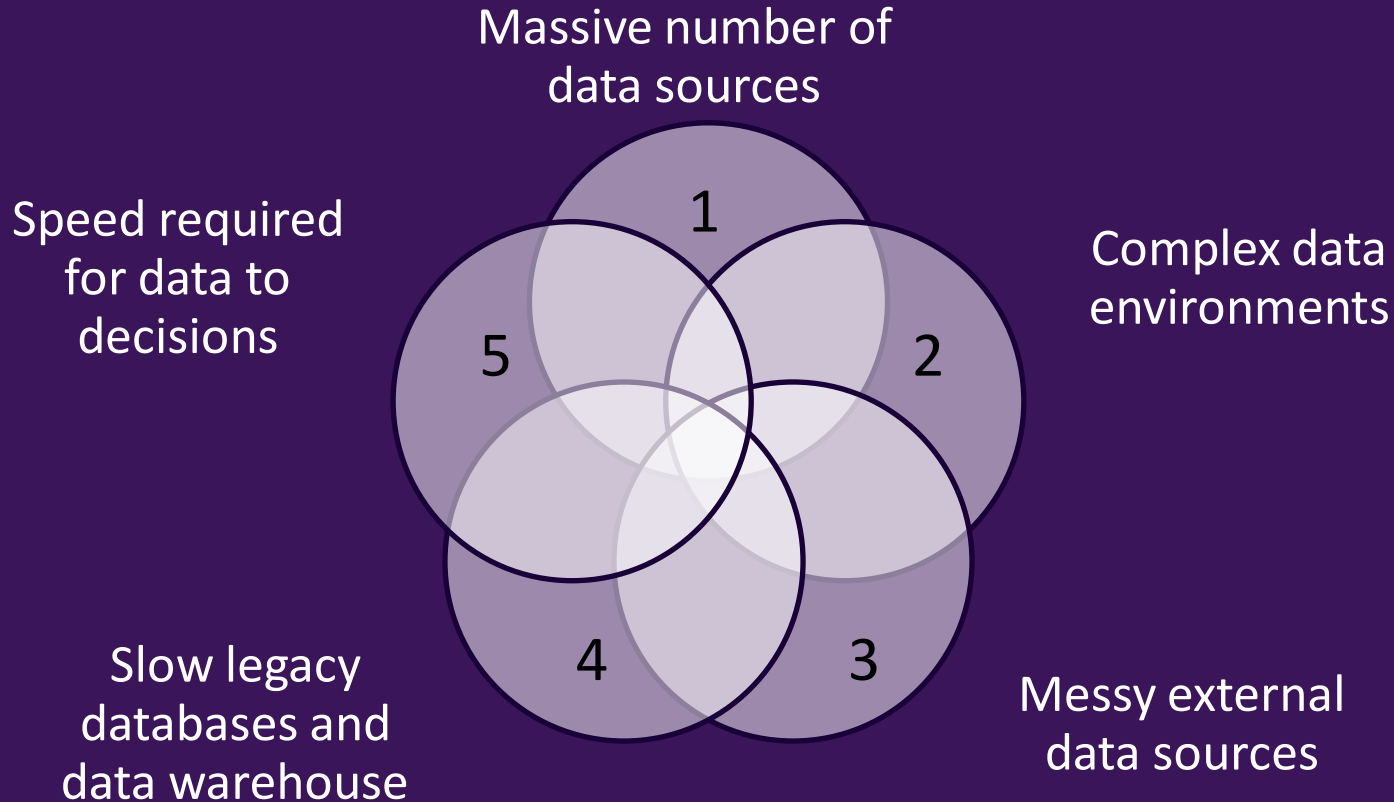 Massive number of
data sources
1
Speed required
for data to
decisions
5
2
Complex data
environments
4
3
Slow legacy
databases and
data warehouse
Messy external
data sources